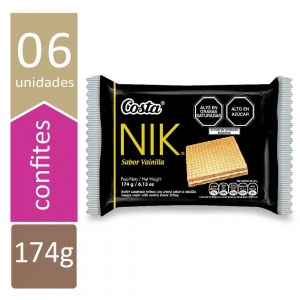 06
unidades
confites
174g
Costa
NIK
Sabor Vainilla
Peso Neto / Net Weight
174 g / 6.13 oz
ALTO EN
GRASAS
SATURADAS
ALTO EN
AZÚCAR